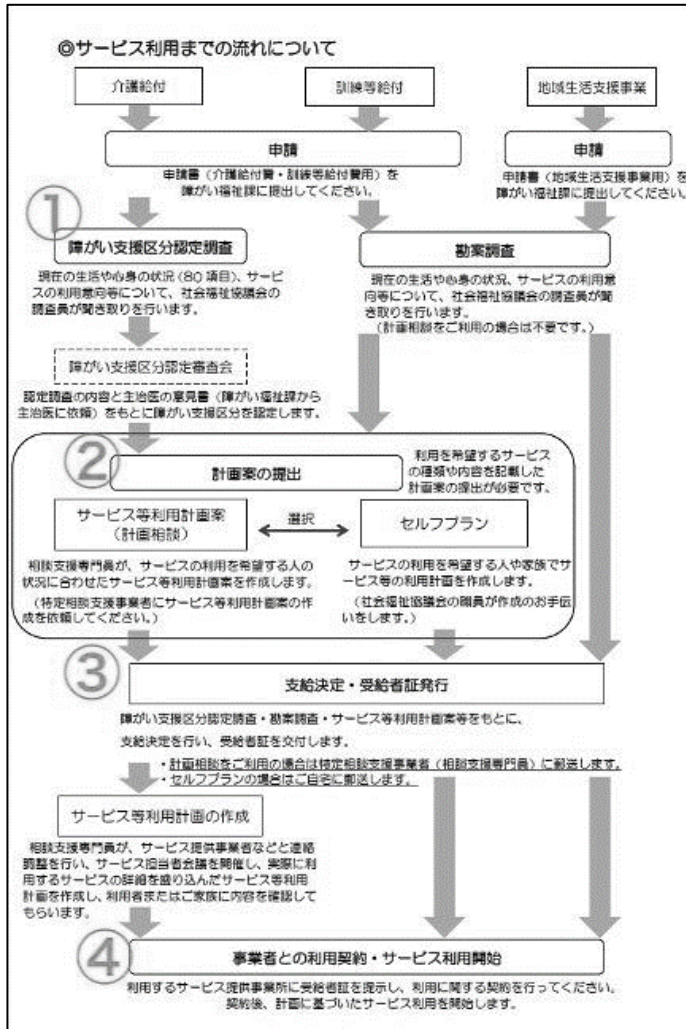 ◎サービス利用までの流れについて
介護給付
訓練等給付
地域生活支援事業
申請
申請書(介護給付費・訓練等給付費用)を
障がい福祉課に提出してください。
申請
申請書(地域生活支援事業用)を
障がい福祉課に提出してください。
①
障がい支援区分認定調査
現在の生活や心身の状況(80項目)、サービ
スの利用意向等について、社会福祉協議会の
調査員が聞き取りを行います。
勘案調査
現在の生活や心身の状況、サービスの利用意
向等について、社会福祉協議会の調査員が聞
き取りを行います。
(計画相談をご利用の場合は不要です。)
障がい支援区分認定審査会
認定調査の内容と主治医の意見書(障がい福祉課から
主治医に依頼)をもとに障がい支援区分を認定します。
②
計画案の提出
利用を希望するサービス
の種類や内容を記載した
計画案の提出が必要です。
サービス等利用計画案
(計画相談)
選択
セルフプラン
相談支援専門員が、サービスの利用を希望する人の
状況に合わせたサービス等利用計画案を作成します。
(特定相談支援事業者にサービス等利用計画案の作
成を依頼してください。)
サービスの利用を希望する人や家族でサ
ービス等の利用計画を作成します。
(社会福祉協議会の職員が作成のお手伝
いをします。)
③
支給決定・受給者証発行
障がい支援区分認定調査・勘案調査・サービス等利用計画案等をもとに、
支給決定を行い、受給者証を交付します。
・計画相談をご利用の場合は特定相談支援事業者(相談支援専門員)に郵送します。
・セルフプランの場合はご自宅に郵送します。
サービス等利用計画の作成
相談支援専門員が、サービス提供事業者などと連絡
調整を行い、サービス担当者会議を開催し、実際に利
用するサービスの詳細を盛り込んだサービス等利用
計画を作成し、利用者またはご家族に内容を確認して
もらいます。
④
事業者との利用契約・サービス利用開始
利用するサービス提供事業所に受給者証を提示し、利用に関する契約を行ってください。
契約後、計画に基づいたサービス利用を開始します。